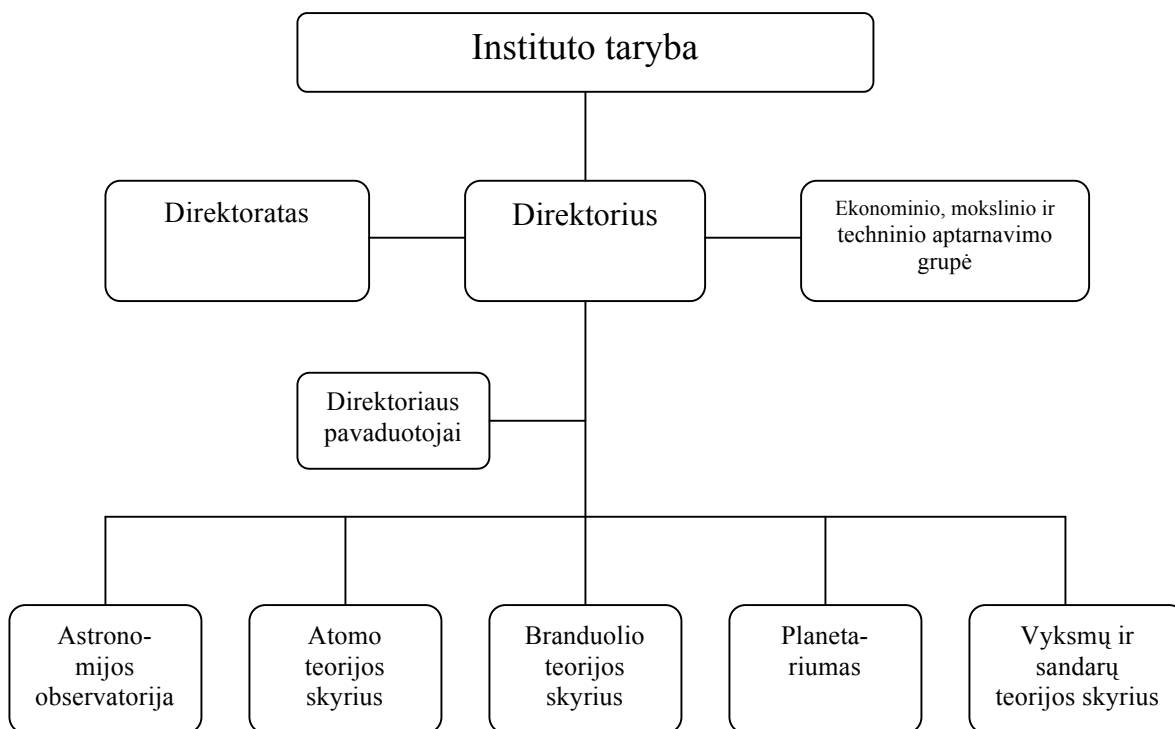 Instituto taryba
Direktoratas
Direktorius
Ekonominio, mokslinio ir
techninio aptarnavimo
grupė
Direktoriaus
pavaduotojai
Astrono-
mijos
observatorija
Atomo
teorijos
skyrius
Branduolio
teorijos
skyrius
Planeta-
riumas
Vyksmų ir
sandarų
teorijos skyrius